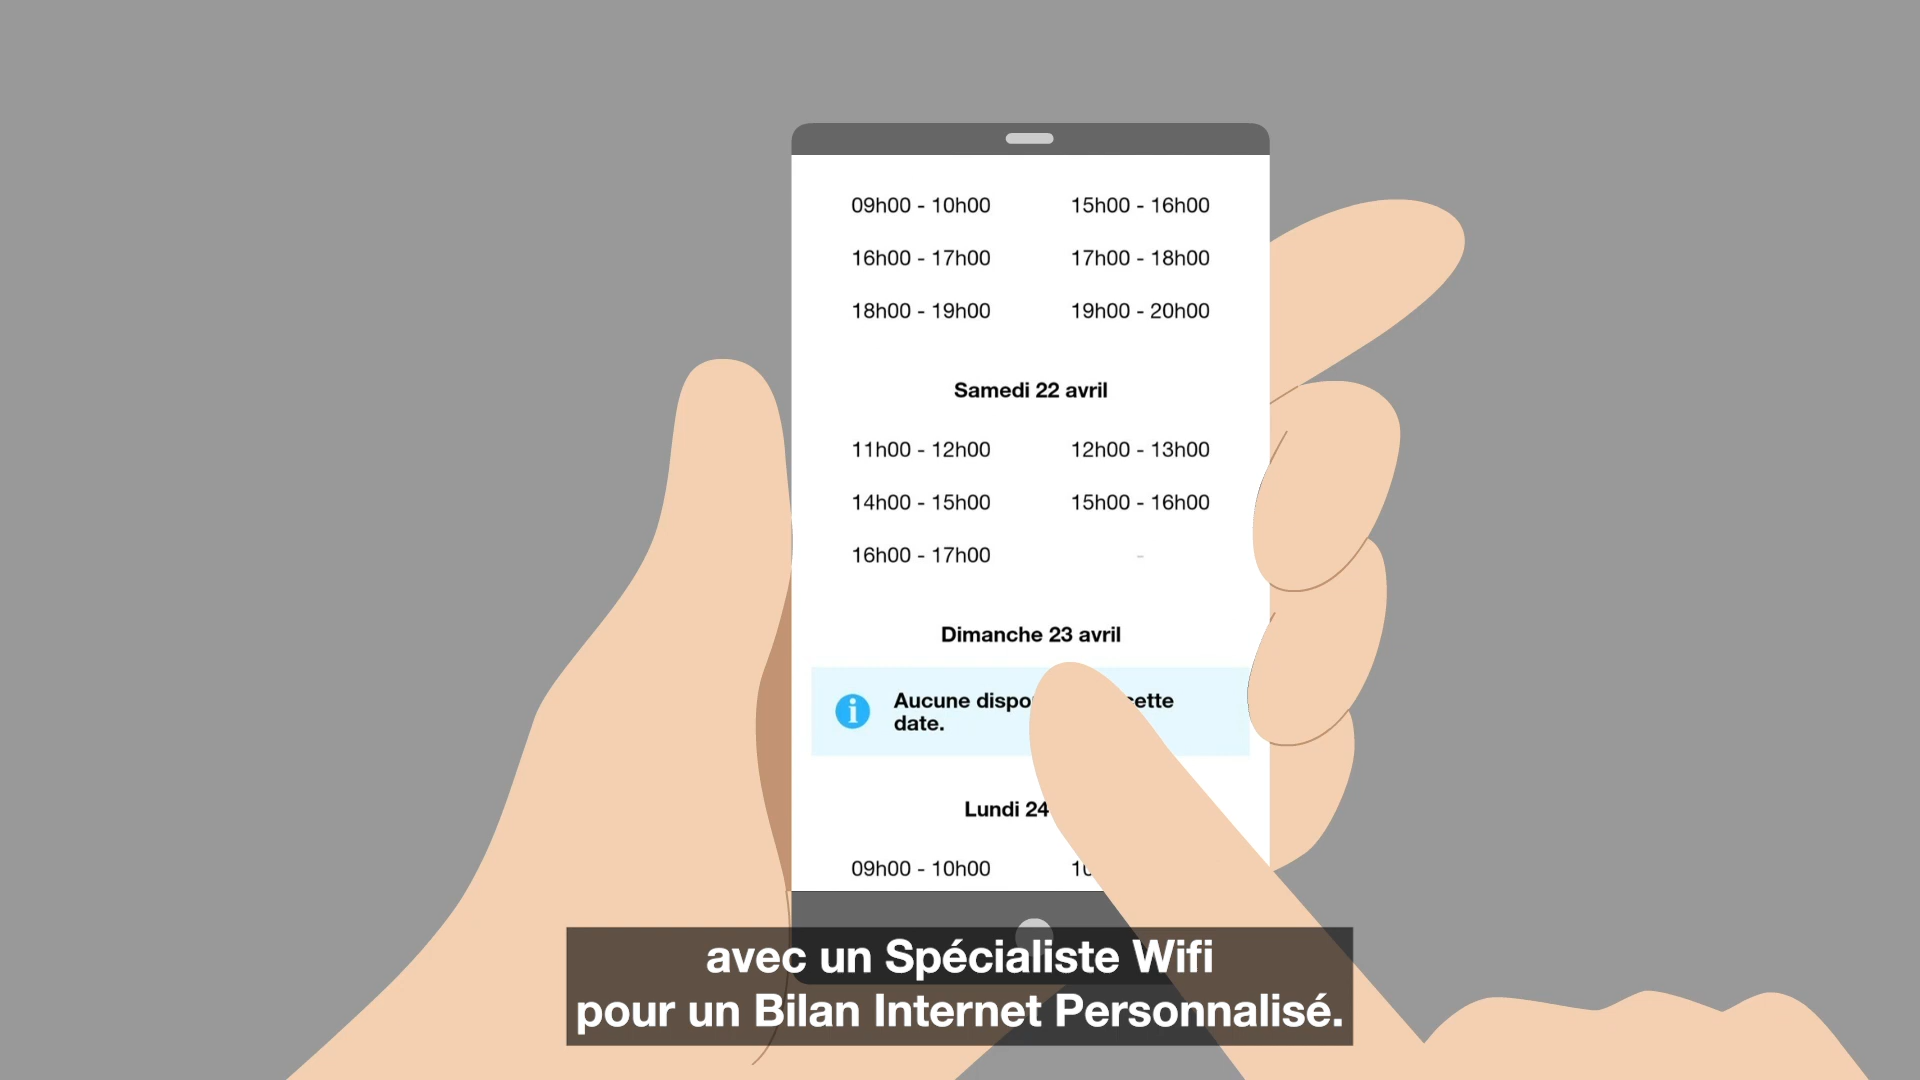 09h00 - 10h00 15h00 - 16h00
16h00 - 17h00 17h00 - 18h00
18h00 - 19h00 19h00 - 20h00
Samedi 22 avril
11h00 - 12h00 12h00 - 13h00
14h00 - 15h00 15h00 - 16h00
16h00 - 17h00 -
Dimanche 23 avril
Aucune
date.
Lundi 24
09h00 - 10h00
avec un Spécialiste Wifi
pour un Bilan Internet Personnalisé.